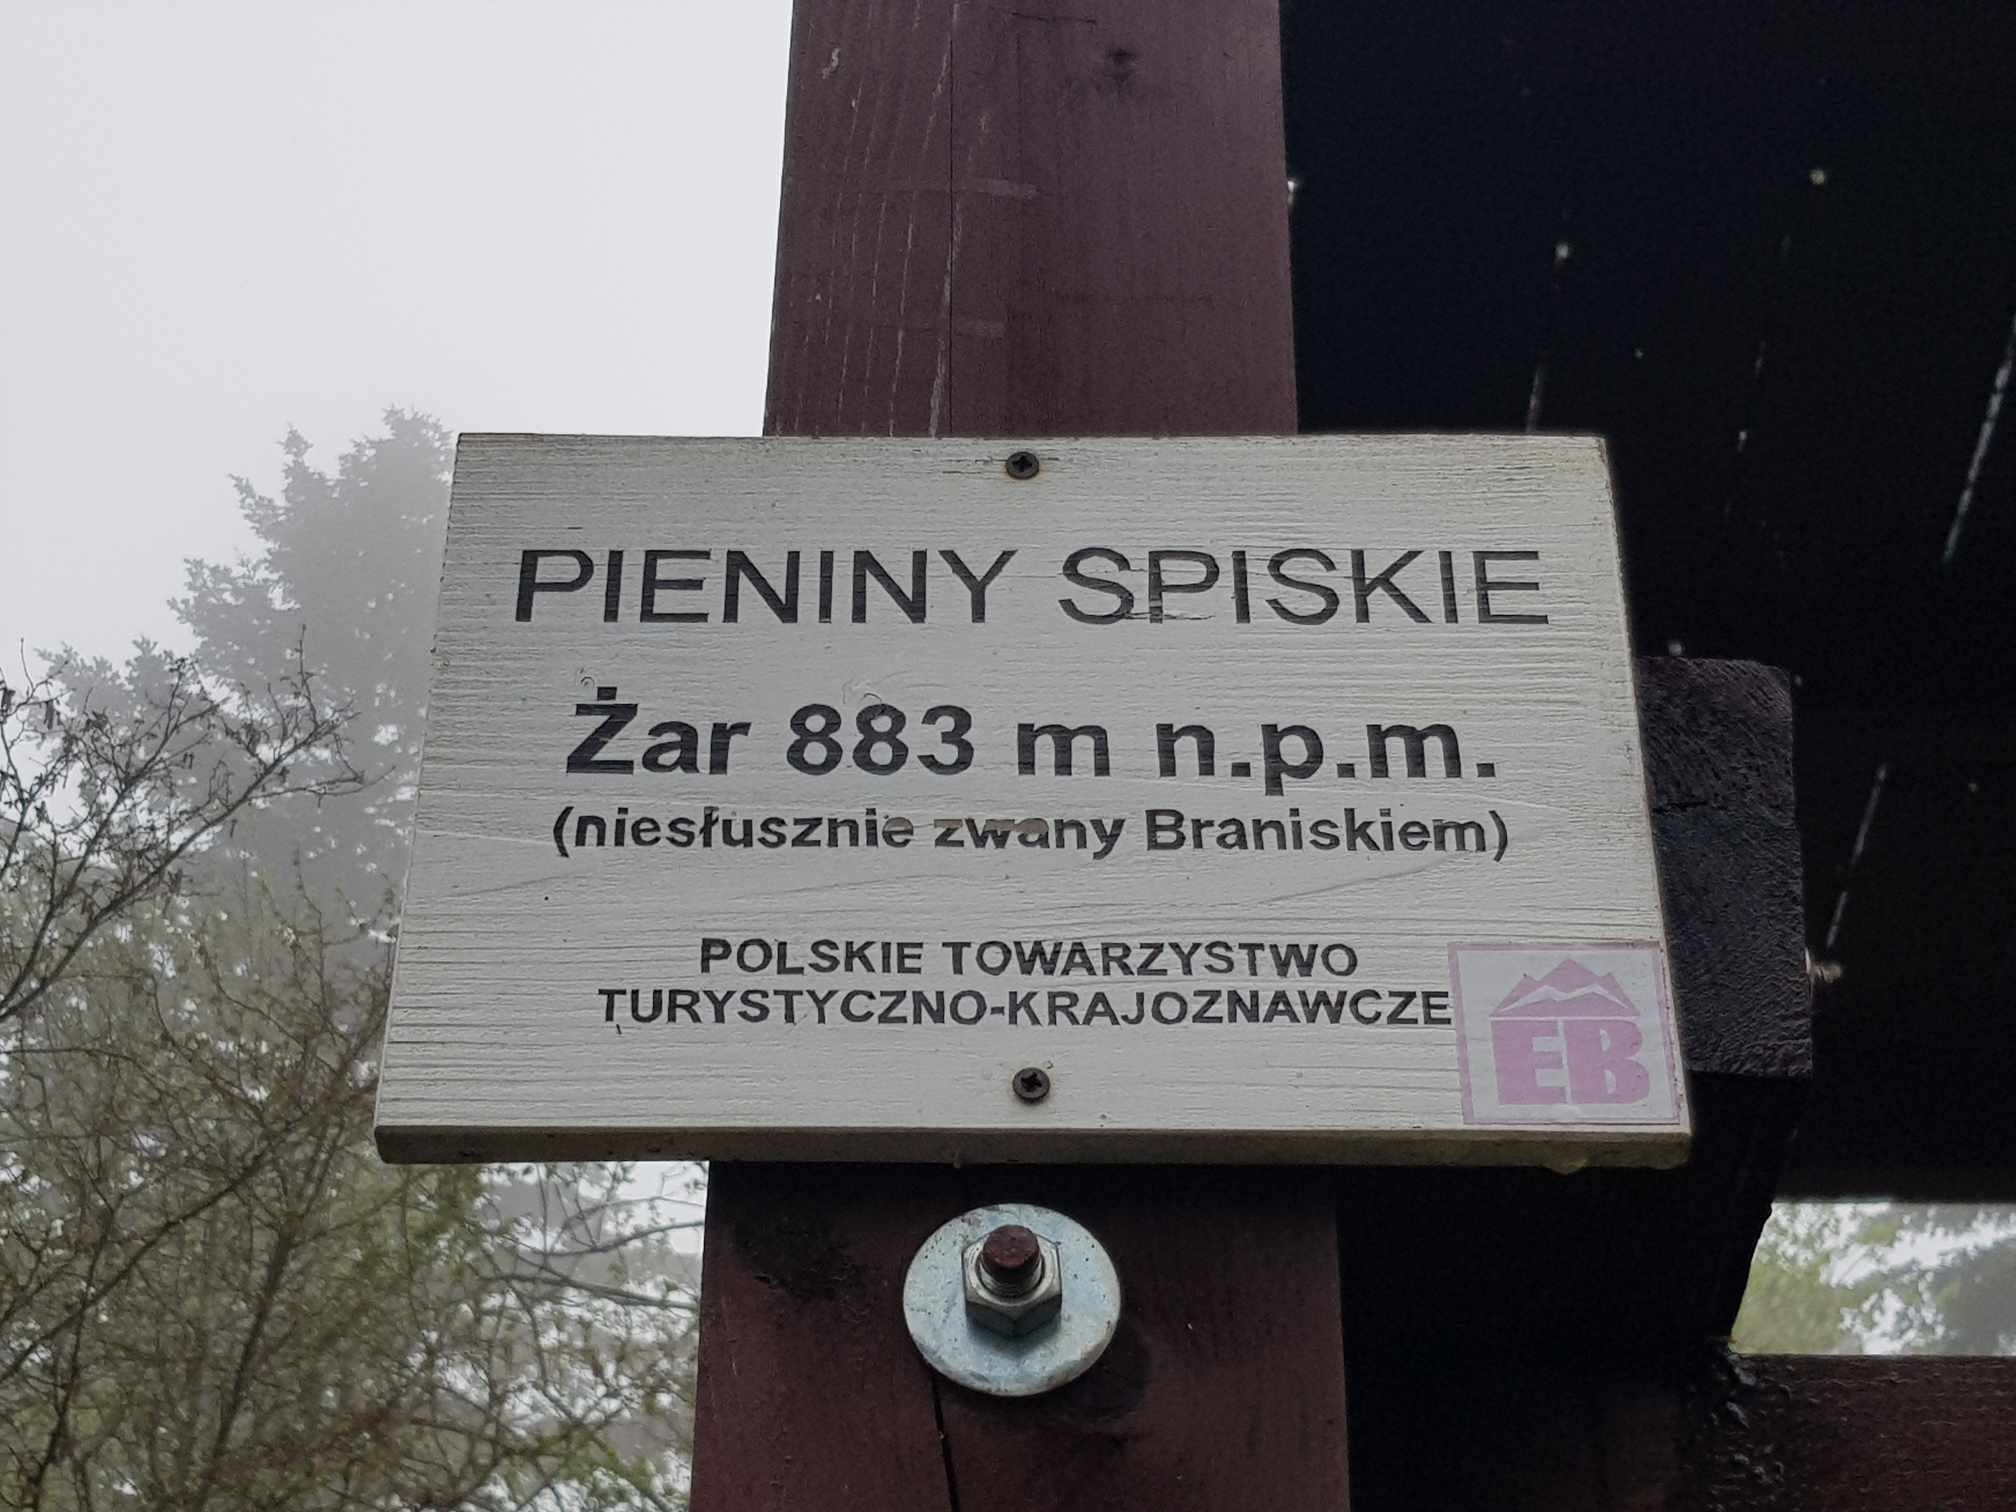 PIENINY SPISKIE
Żar 883 m n.p.m.
(niesłusznie zwany Braniskiem)
POLSKIE TOWARZYSTWO
TURYSTYCZNO-KRAJOZNAWCZE
EB